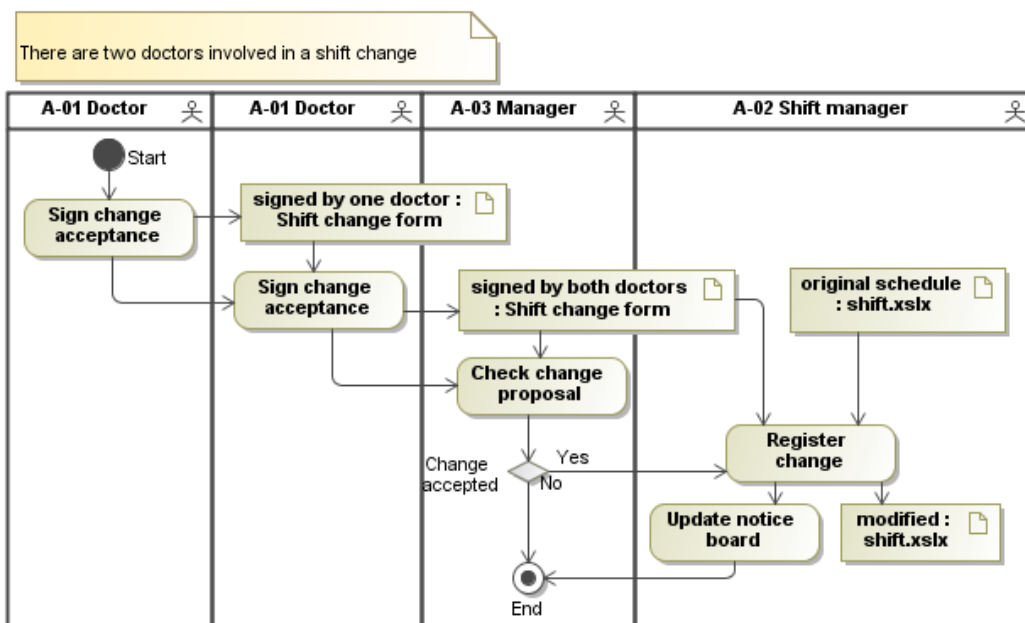 There are two doctors involved in a shift change
A-01 Doctor
A-01 Doctor
A-03 Manager
A-02 Shift manager
Start
Sign change
acceptance
signed by one doctor :
Shift change form
Sign change
acceptance
signed by both doctors
: Shift change form
original schedule
: shift.xslx
Check change
proposal
Change
accepted
Yes
No
Register
change
Update notice
board
modified :
shift.xslx
End